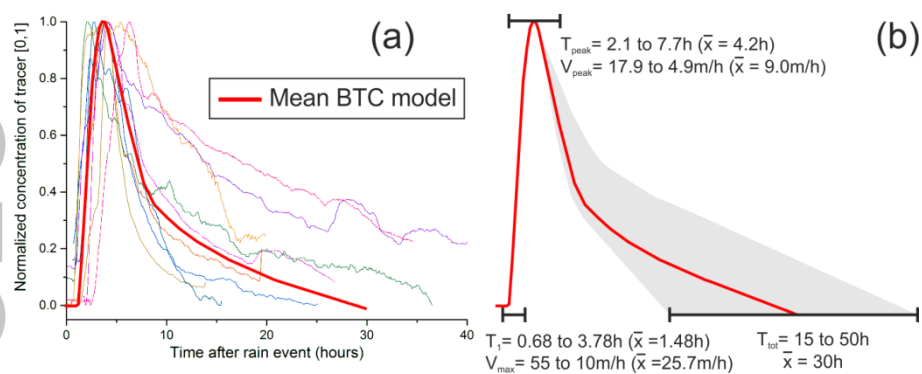 (a)
Mean BTC model
Normalized concentration of tracer [0,1]
1.0
0.8
0.6
0.4
0.2
0.0
0
10
20
30
40
Time after rain event (hours)
(b)
Tpeak= 2.1 to 7.7h (x̄ = 4.2h)
Vpeak= 17.9 to 4.9m/h (x̄ = 9.0m/h)
T1= 0.68 to 3.78h (x̄ =1.48h)
Vmax= 55 to 10m/h (x̄ =25.7m/h)
Ttot= 15 to 50h
x̄ = 30h